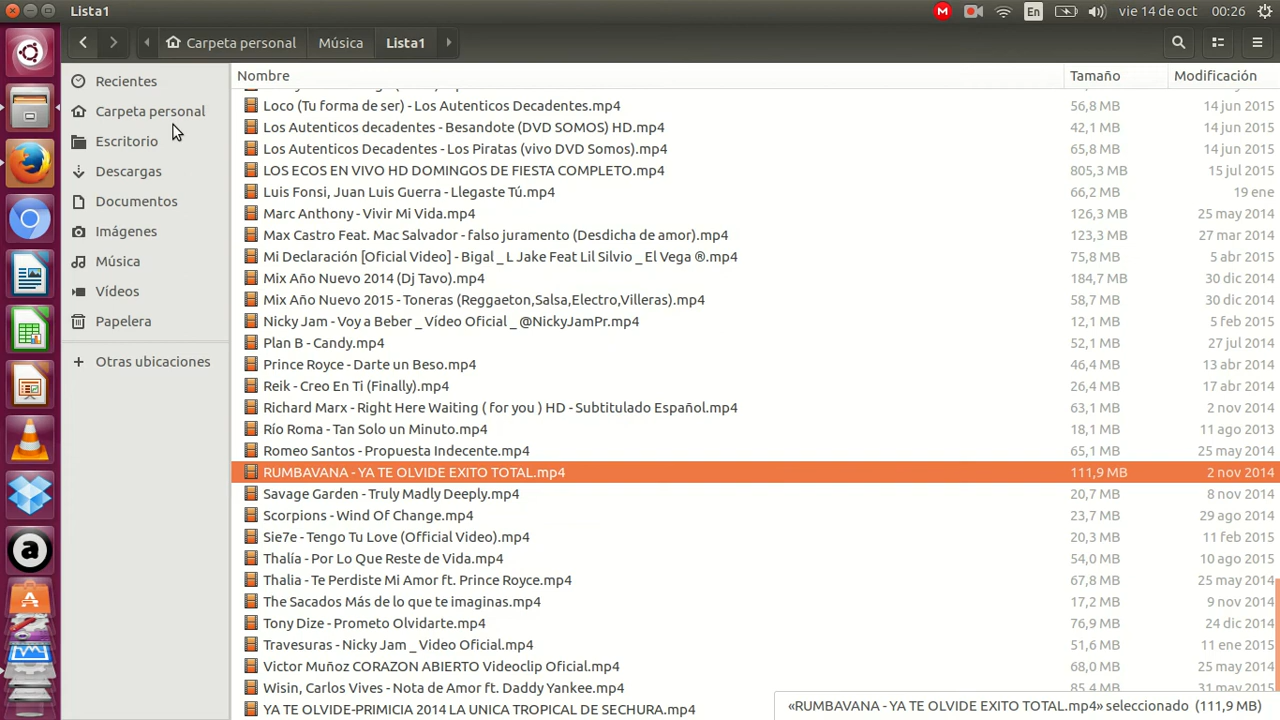 Lista1
M
En
vie 14 de oct
00:26
Carpeta personal
Música
Lista1
Recientes
Carpeta personal
Escritorio
Descargas
Documentos
Imágenes
Música
Vídeos
Papelera
Otras ubicaciones
Nombre Tamaño Modificación
Loco (Tu forma de ser) - Los Autenticos Decadentes.mp4 56,8 MB 14 jun 2015
Los Autenticos decadentes - Besandote (DVD SOMOS) HD.mp4 42,1 MB 14 jun 2015
Los Autenticos Decadentes - Los Piratas (vivo DVD Somos).mp4 65,8 MB 14 jun 2015
LOS ECOS EN VIVO HD DOMINGOS DE FIESTA COMPLETO.mp4 805,3 MB 15 jul 2015
Luis Fonsi, Juan Luis Guerra - Llegaste Tú.mp4 66,2 MB 19 ene
Marc Anthony - Vivir Mi Vida.mp4 126,3 MB 25 may 2014
Max Castro Feat. Mac Salvador - falso juramento (Desdicha de amor).mp4 123,3 MB 27 mar 2014
Mi Declaración [Oficial Video] - Bigal _ L Jake Feat Lil Silvio _ El Vega ®.mp4 75,8 MB 5 abr 2015
Mix Año Nuevo 2014 (Dj Tavo).mp4 184,7 MB 30 dic 2014
Mix Año Nuevo 2015 - Toneras (Reggaeton,Salsa,Electro,Villeras).mp4 58,7 MB 30 dic 2014
Nicky Jam - Voy a Beber _ Vídeo Oficial _ @NickyJamPr.mp4 12,1 MB 5 feb 2015
Plan B - Candy.mp4 52,1 MB 27 jul 2014
Prince Royce - Darte un Beso.mp4 46,4 MB 13 abr 2014
Reik - Creo En Ti (Finally).mp4 26,4 MB 17 abr 2014
Richard Marx - Right Here Waiting ( for you ) HD - Subtitulado Español.mp4 63,1 MB 2 nov 2014
Río Roma - Tan Solo un Minuto.mp4 18,1 MB 11 ago 2013
Romeo Santos - Propuesta Indecente.mp4 65,1 MB 25 may 2014
RUMBAVANA - YA TE OLVIDE EXITO TOTAL.mp4 111,9 MB 2 nov 2014
Savage Garden - Truly Madly Deeply.mp4 20,7 MB 8 nov 2014
Scorpions - Wind Of Change.mp4 23,7 MB 29 ago 2014
Sie7e - Tengo Tu Love (Official Video).mp4 20,3 MB 11 feb 2015
Thalía - Por Lo Que Reste de Vida.mp4 54,0 MB 10 ago 2015
Thalia - Te Perdiste Mi Amor ft. Prince Royce.mp4 67,8 MB 25 may 2014
The Sacados Más de lo que te imaginas.mp4 17,2 MB 9 nov 2014
Tony Dize - Prometo Olvidarte.mp4 76,9 MB 24 dic 2014
Travesuras - Nicky Jam _ Video Oficial.mp4 51,6 MB 11 ene 2015
Victor Muñoz CORAZON ABIERTO Videoclip Oficial.mp4 68,0 MB 25 may 2014
Wisin, Carlos Vives - Nota de Amor ft. Daddy Yankee.mp4 85,4 MB 31 may 2015
YA TE OLVIDE-PRIMICIA 2014 LA UNICA TROPICAL DE SECHURA.mp4
«RUMBAVANA - YA TE OLVIDE EXITO TOTAL.mp4» seleccionado (111,9 MB)